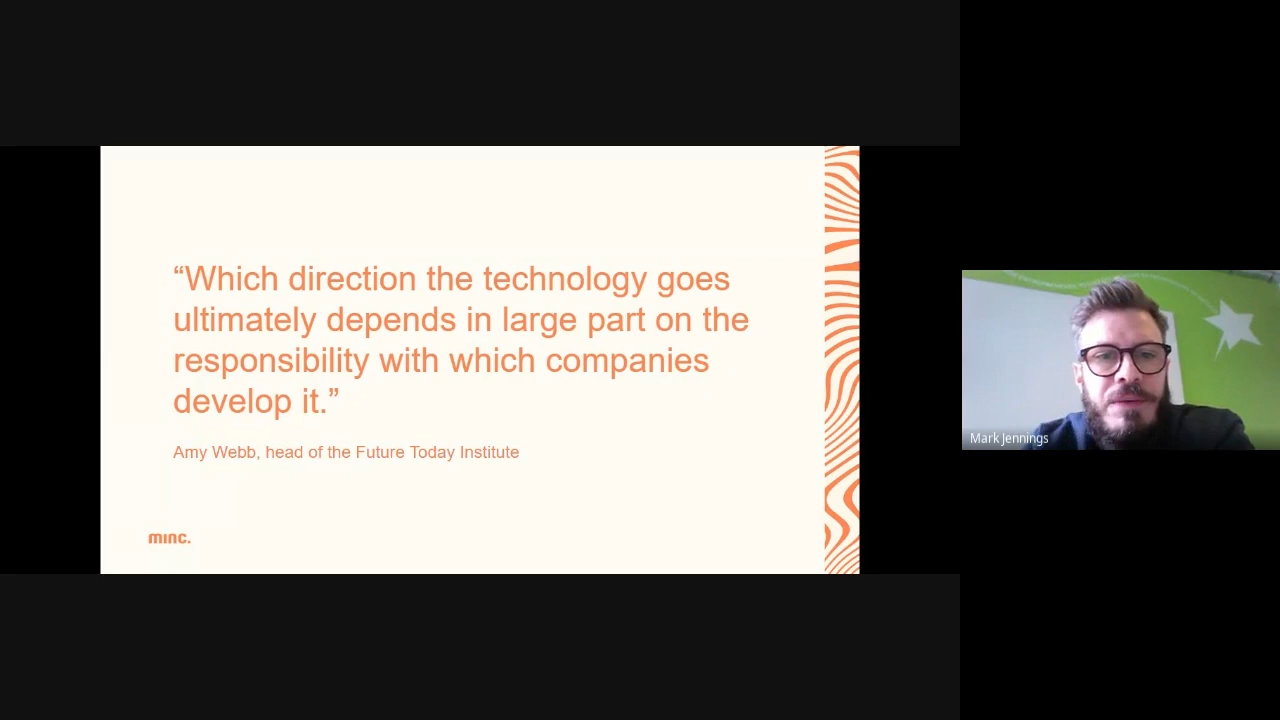 “Which direction the technology goes
ultimately depends in large part on the
responsibility with which companies
develop it.”
Amy Webb, head of the Future Today Institute
minc.
Mark Jennings